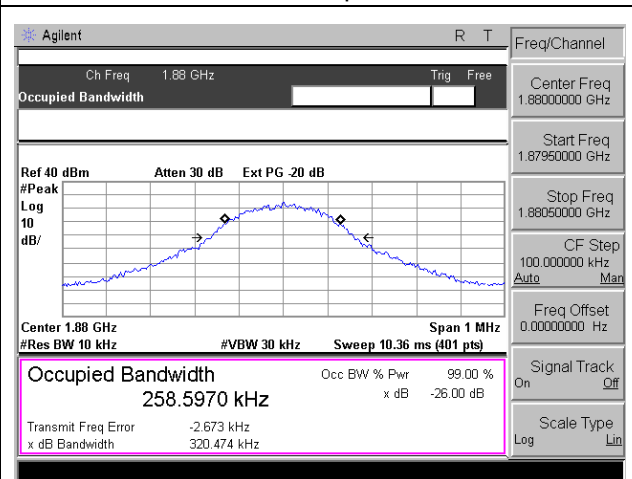 Agilent R T
Ch Freq 1.88 GHz Trig Free
Occupied Bandwidth
Ref 40 dBm Atten 30 dB Ext PG -20 dB
#Peak
Log
10
dB/
Center 1.88 GHz Span 1 MHz
#Res BW 10 kHz #VBW 30 kHz Sweep 10.36 ms (401 pts)
Occupied Bandwidth Occ BW % Pwr 99.00 %
258.5970 kHz x dB -26.00 dB
Transmit Freq Error -2.673 kHz
x dB Bandwidth 320.474 kHz
Freq/Channel
Center Freq
1.88000000 GHz
Start Freq
1.87950000 GHz
Stop Freq
1.88050000 GHz
CF Step
100.000000 kHz
Auto Man
Freq Offset
0.00000000 Hz
Signal Track
On Off
Scale Type
Log Lin